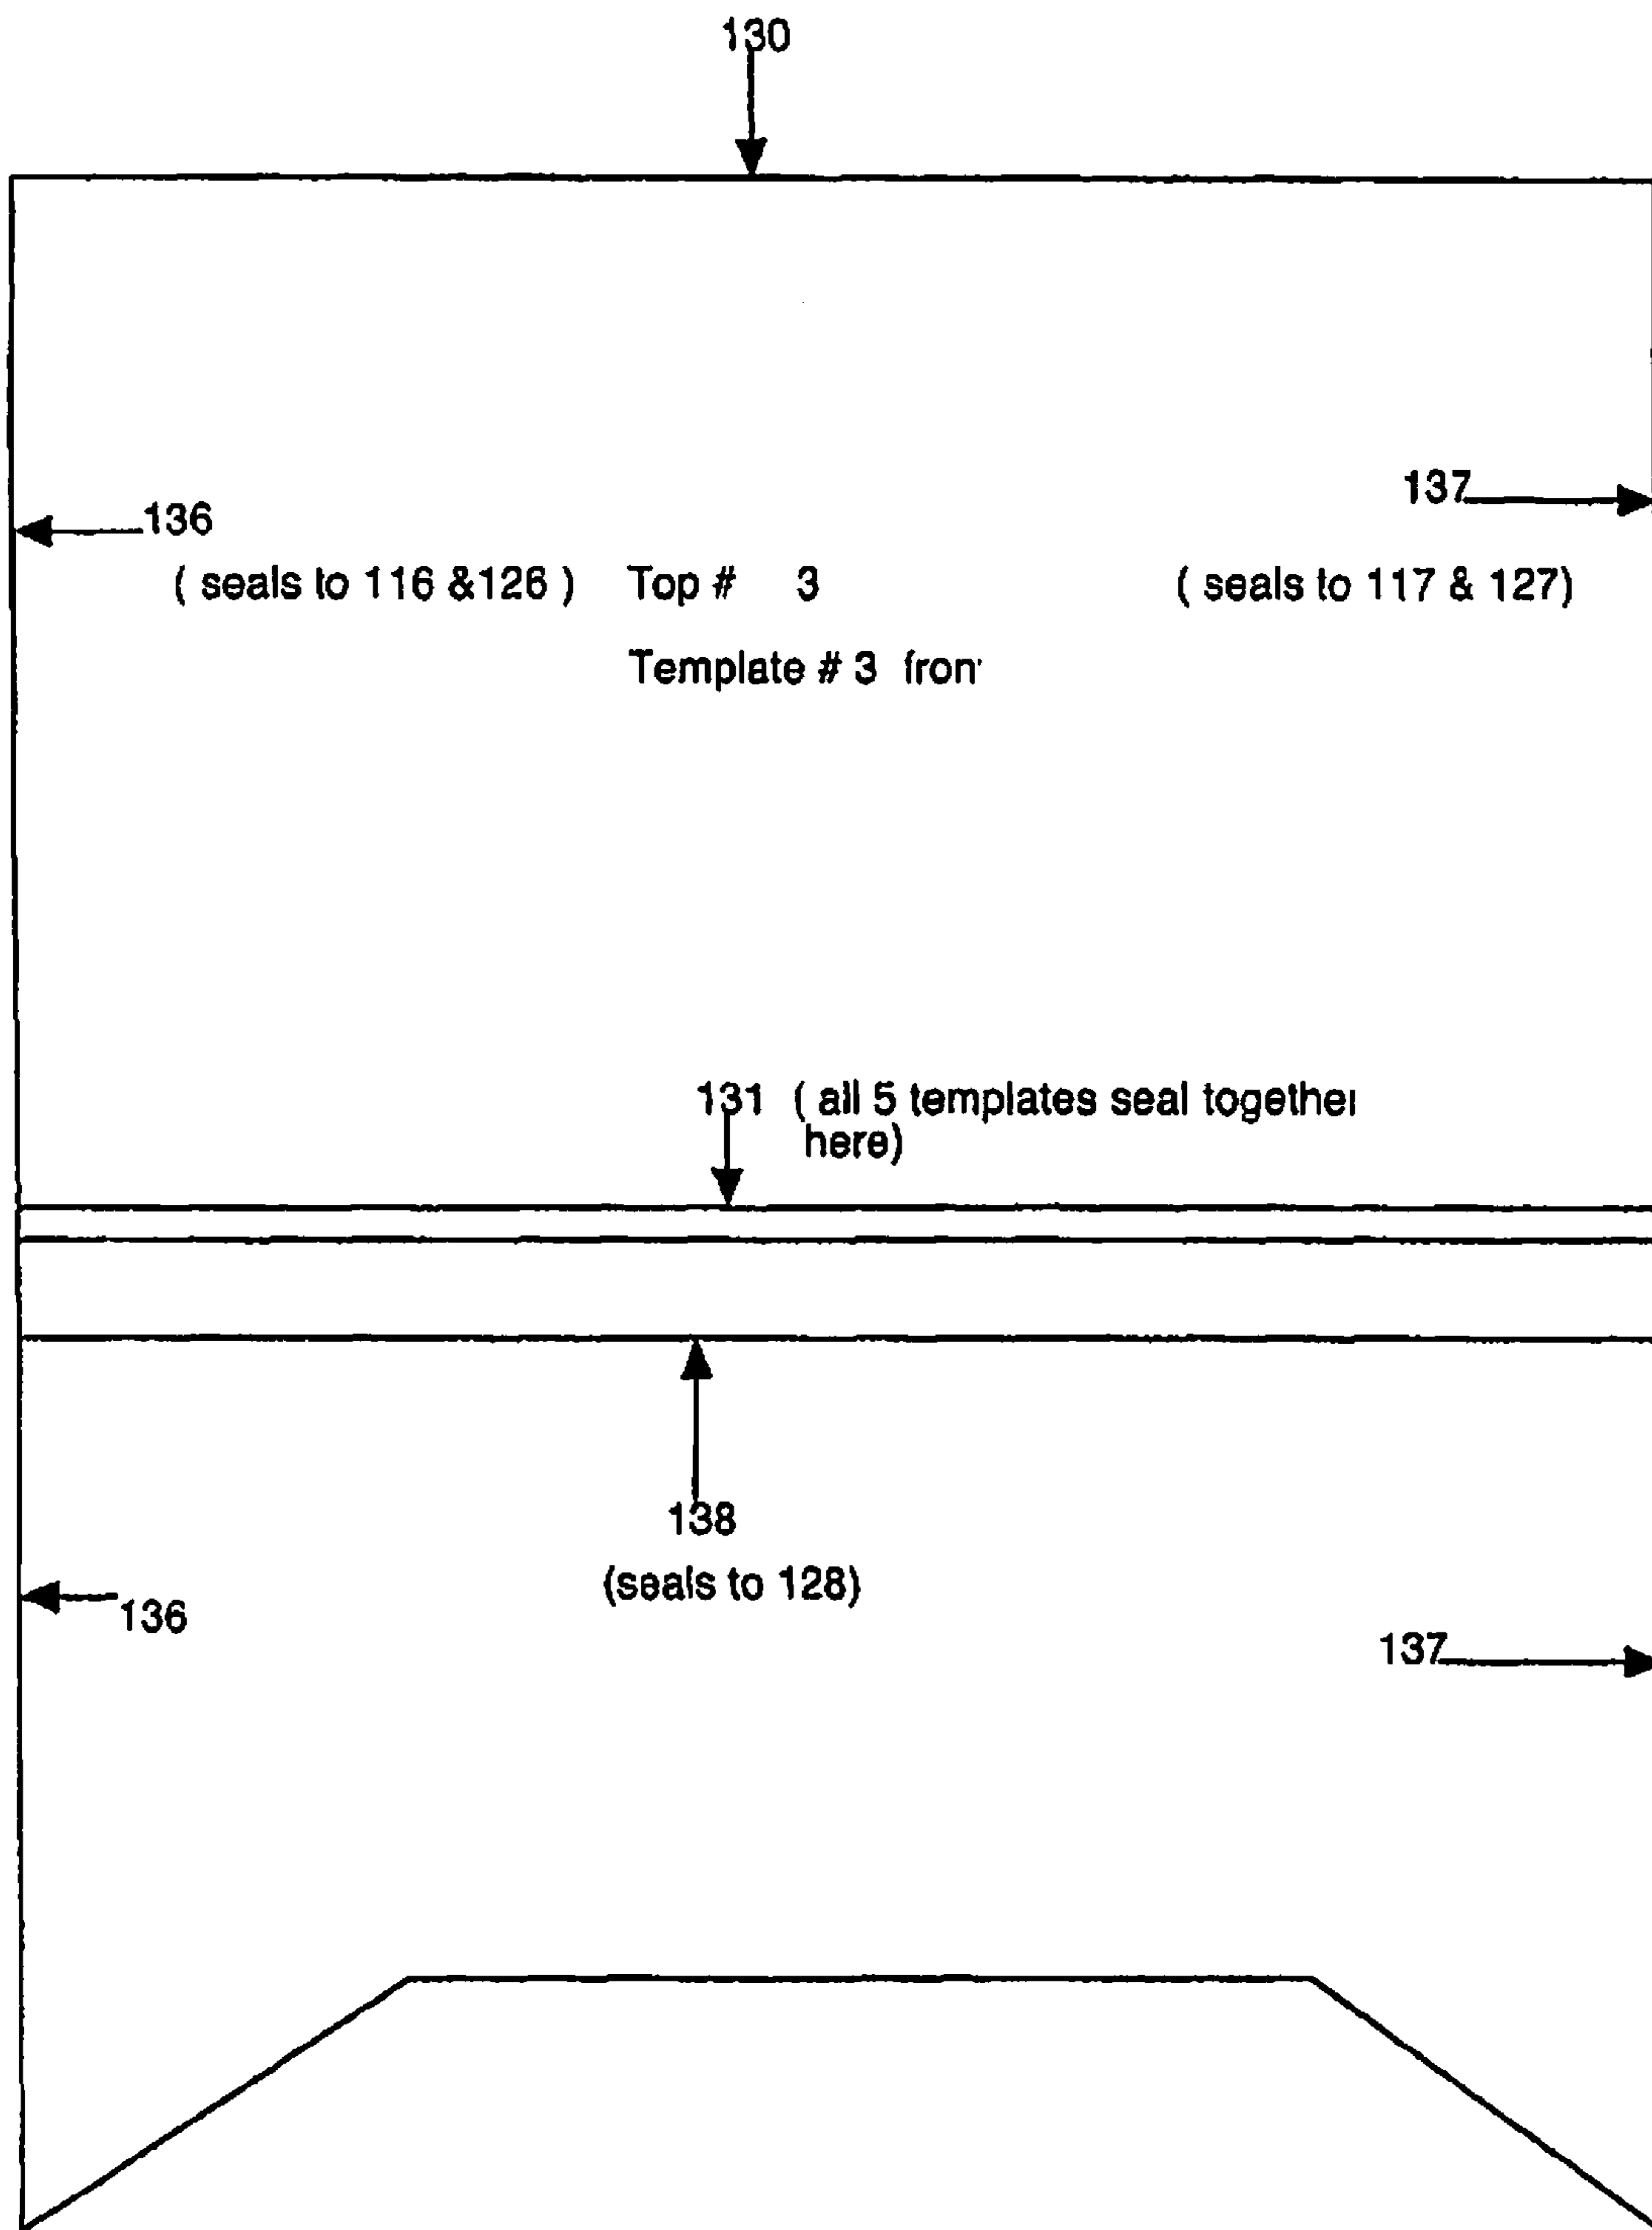 130
136
137
( seals to 116 &126 ) Top # 3 ( seals to 117 & 127)
Template # 3
131 ( all 5 templates seal together
here)
138
(seals to 128)
136
137